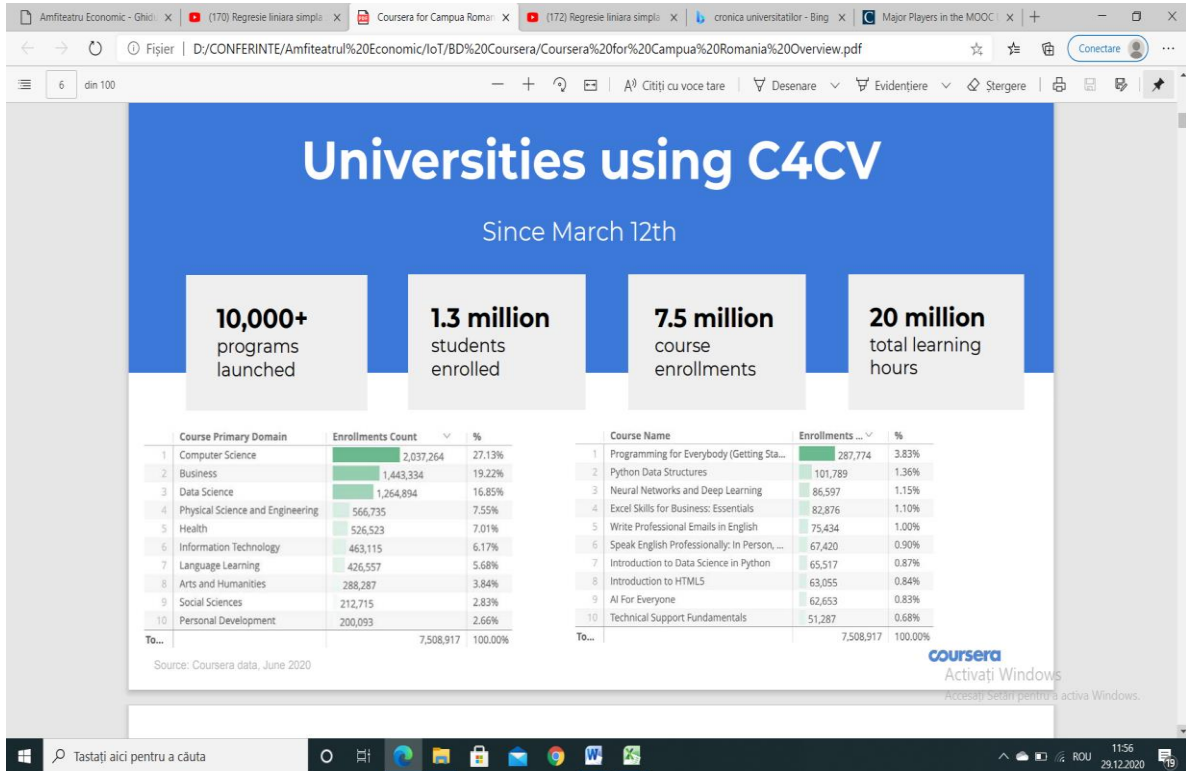 Amfiteatru Economic - Ghidu
(170) Regresie liniara simpla
Coursera for Campua Roman
(172) Regresie liniara simpla
cronica universitatilor - Bing
Major Players in the MOOC
Fișier | D:/CONFERINTE/Amfiteatrul%20Economic/IoT/BD%20Coursera/Coursera%20for%20Campua%20Romania%20Overview.pdf
Conectare
6 din 100
Citiți cu voce tare
Desenare
Evidențiere
Ștergere
Universities using C4CV
Since March 12th
10,000+
programs
launched
1.3 million
students
enrolled
7.5 million
course
enrollments
20 million
total learning
hours
Course Primary Domain Enrollments Count %
1 Computer Science 2,037,264 27.13%
2 Business 1,443,334 19.22%
3 Data Science 1,264,894 16.85%
4 Physical Science and Engineering 566,735 7.55%
5 Health 526,523 7.01%
6 Information Technology 463,115 6.17%
7 Language Learning 426,557 5.68%
8 Arts and Humanities 288,287 3.84%
9 Social Sciences 212,715 2.83%
10 Personal Development 200,093 2.66%
To... 7,508,917 100.00%
Course Name Enrollments ... %
1 Programming for Everybody (Getting Sta... 287,774 3.83%
2 Python Data Structures 101,789 1.36%
3 Neural Networks and Deep Learning 86,597 1.15%
4 Excel Skills for Business: Essentials 82,876 1.10%
5 Write Professional Emails in English 75,434 1.00%
6 Speak English Professionally: In Person, ... 67,420 0.90%
7 Introduction to Data Science in Python 65,517 0.87%
8 Introduction to HTML5 63,055 0.84%
9 AI For Everyone 62,653 0.83%
10 Technical Support Fundamentals 51,287 0.68%
To... 7,508,917 100.00%
Source: Coursera data, June 2020
coursera
Activați Windows
Accesați Setări pentru a activa Windows.
Tastați aici pentru a căuta
ROU
11:56
29.12.2020
19